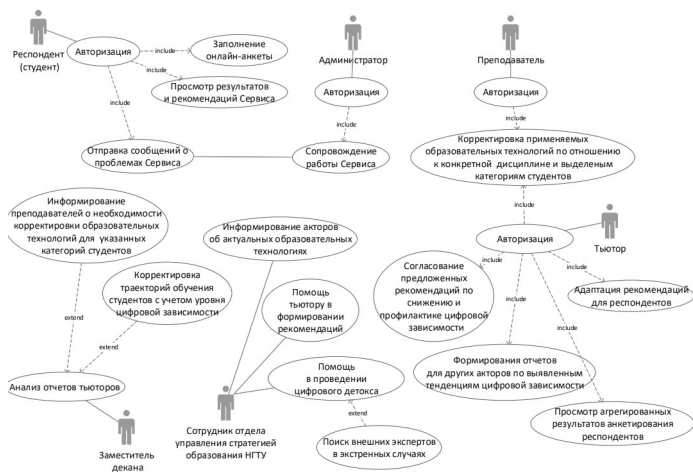 Респондент
(студент)
Авторизация
include
Заполнение
онлайн-анкеты
include
Просмотр результатов
и рекомендаций Сервиса
include
Отправка сообщений о
проблемах Сервиса
Администратор
Авторизация
include
Сопровождение
работы Сервиса
Преподаватель
Авторизация
include
Корректировка применяемых
образовательных технологий по отношению
к конкретной дисциплине и выделеным
категориям студентов
include
Авторизация
Тьютор
include
Согласование
предложенных
рекомендаций по
снижению и
профилактике цифровой
зависимости
include
Формирования отчетов
для других акторов по выявленным
тенденциям цифровой зависимости
include
Адаптация рекомендаций
для респондентов
include
Просмотр агрегированных
результатов анкетирования
респондентов
Информирование
преподавателей о необходимости
корректировки образовательных
технологий для указанных
категорий студентов
Корректировка
траекторий обучения
студентов с учетом уровня
цифровой зависимости
extend
extend
Анализ отчетов тьюторов
Заместитель
декана
Информирование акторов
об актуальных образовательных
технологиях
Помощь
тьютору в
формировании
рекомендаций
Помощь
в проведении
цифрового детокса
extend
Поиск внешних экспертов
в экстренных случаях
Сотрудник отдела
управления стратегией
образования НГТУ